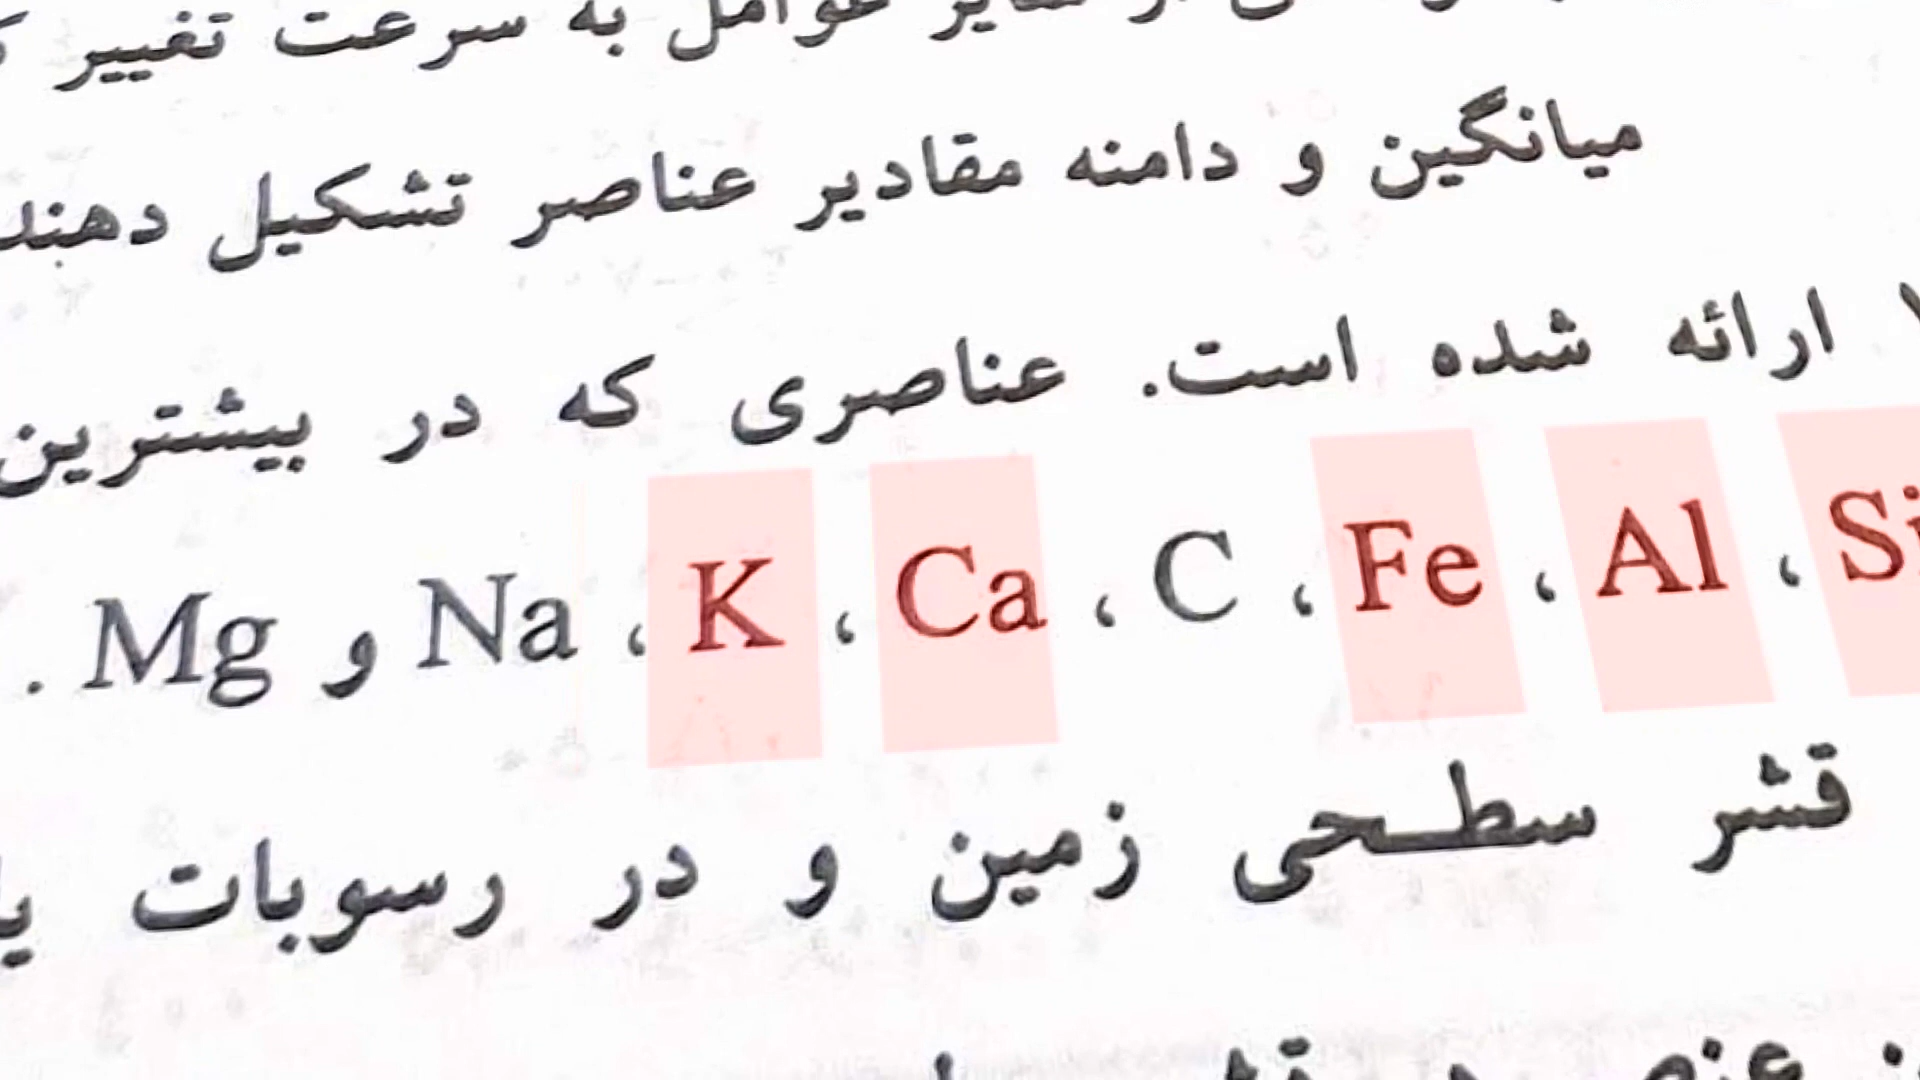 عوامل به سرعت تغییر
میانگین و دامنه مقادیر عناصر تشکیل دهند
ارائه شده است. عناصری که در بیشترین
Si ، Al ، Fe ، C ، Ca ، K ، Na و Mg .
قشر سطحی زمین و در رسوبات